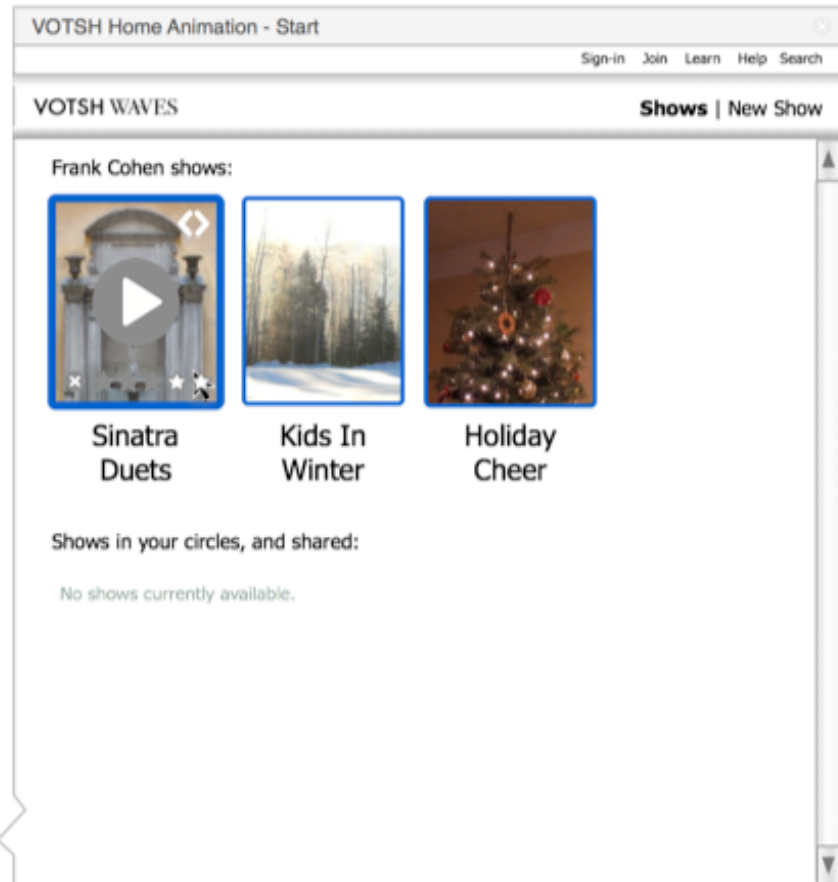 VOTSH Home Animation - Start
Sign-in Join Learn Help Search
VOTSH WAVES
Shows | New Show
Frank Cohen shows:
Sinatra
Duets
Kids In
Winter
Holiday
Cheer
Shows in your circles, and shared:
No shows currently available.